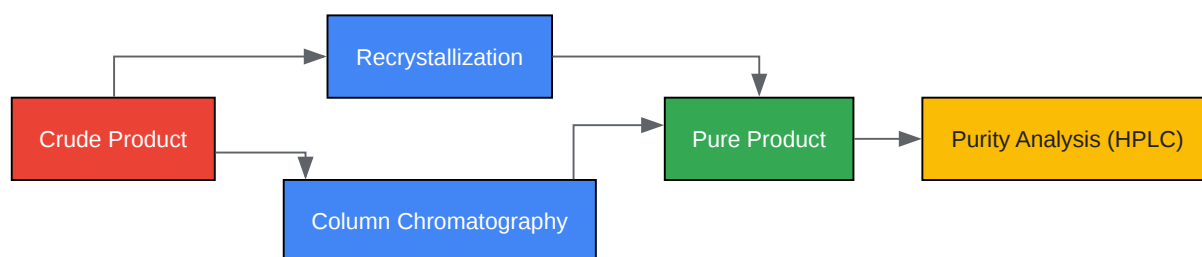 Recrystallization
Crude Product
Pure Product
Purity Analysis (HPLC)
Column Chromatography